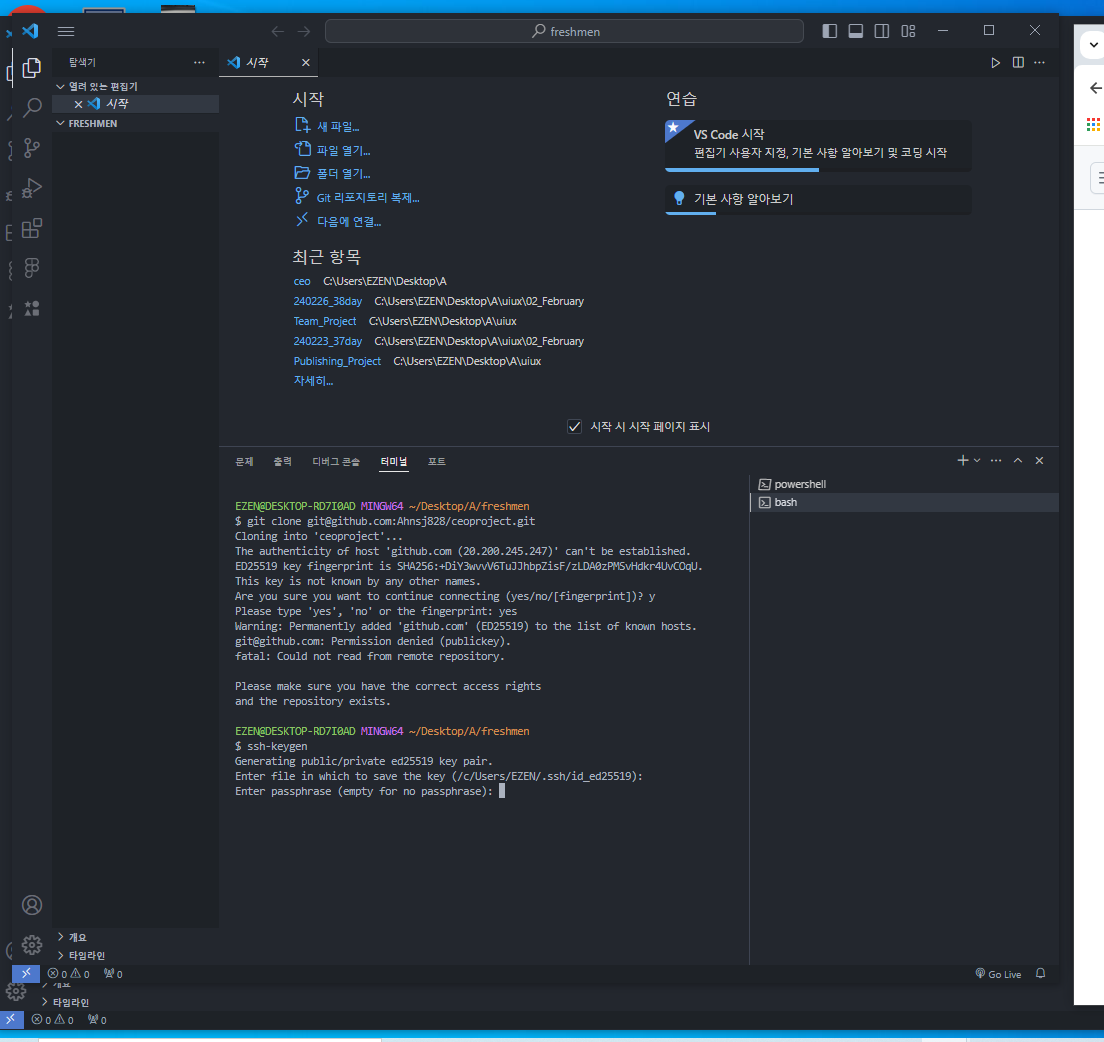 freshmen
탐색기
시작
열려 있는 편집기
시작
FRESHMEN
시작
새 파일...
파일 열기...
폴더 열기...
Git 리포지토리 복제...
다음에 연결...
연습
VS Code 시작
편집기 사용자 지정, 기본 사항 알아보기 및 코딩 시작
기본 사항 알아보기
최근 항목
ceo C:\Users\EZEN\Desktop\A
240226_38day C:\Users\EZEN\Desktop\A\uiux\02_February
Team_Project C:\Users\EZEN\Desktop\A\uiux
240223_37day C:\Users\EZEN\Desktop\A\uiux\02_February
Publishing_Project C:\Users\EZEN\Desktop\A\uiux
자세히...
시작 시 시작 페이지 표시
문제 출력 디버그 콘솔 터미널 포트
powershell
bash
EZEN@DESKTOP-RD7I0AD MINGW64 ~/Desktop/A/freshmen
$ git clone git@github.com:Ahnsj828/ceoproject.git
Cloning into 'ceoproject'...
The authenticity of host 'github.com (20.200.245.247)' can't be established.
ED25519 key fingerprint is SHA256:+DiY3wvvV6TuJJhbpZisF/zLDA0zPMSvHdkr4UvCOqU.
This key is not known by any other names.
Are you sure you want to continue connecting (yes/no/[fingerprint])? y
Please type 'yes', 'no' or the fingerprint: yes
Warning: Permanently added 'github.com' (ED25519) to the list of known hosts.
git@github.com: Permission denied (publickey).
fatal: Could not read from remote repository.
Please make sure you have the correct access rights
and the repository exists.
EZEN@DESKTOP-RD7I0AD MINGW64 ~/Desktop/A/freshmen
$ ssh-keygen
Generating public/private ed25519 key pair.
Enter file in which to save the key (/c/Users/EZEN/.ssh/id_ed25519):
Enter passphrase (empty for no passphrase):
개요
타임라인
0 0 0
Go Live
개요
타임라인
0 0 0